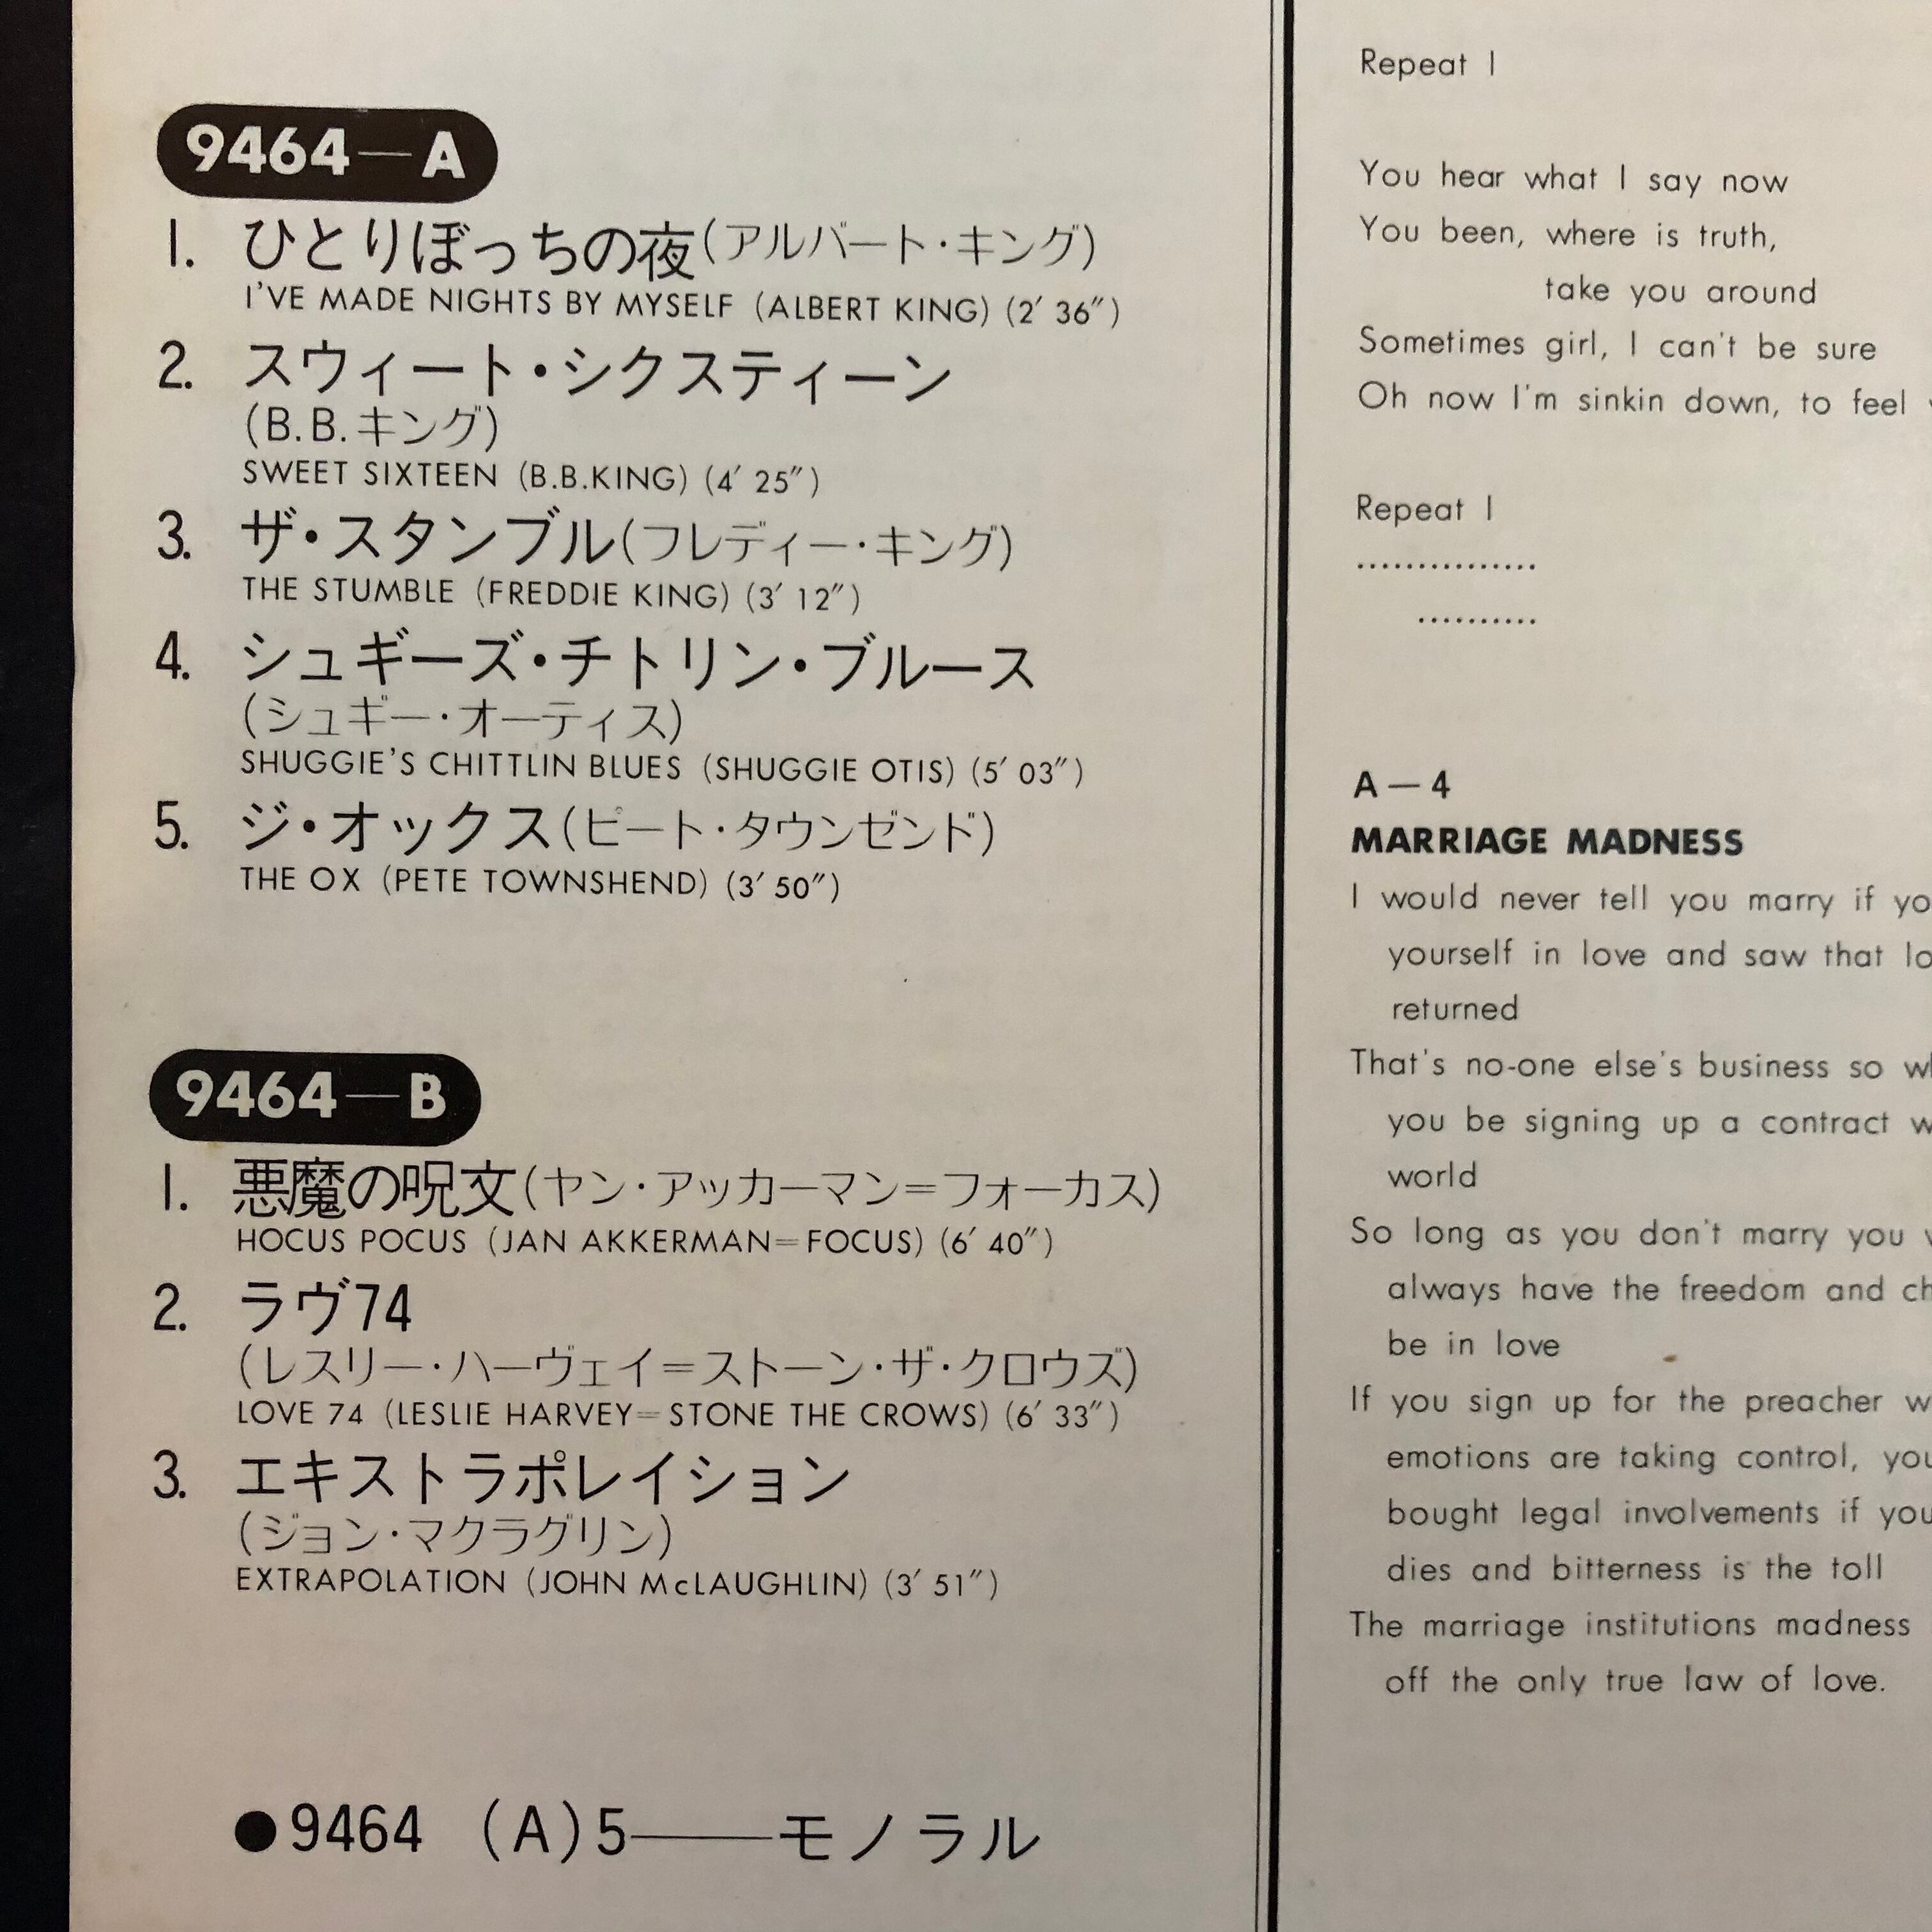 9464—A
1. ひとりぼっちの夜(アルバート・キング)
I'VE MADE NIGHTS BY MYSELF (ALBERT KING) (2′ 36″)
2. スウィート・シクスティーン
(B.B.キング)
SWEET SIXTEEN (B.B.KING) (4′ 25″)
3. ザ・スタンブル(フレディー・キング)
THE STUMBLE (FREDDIE KING) (3′ 12″)
4. シュギーズ・チトリン・ブルース
(シュギー・オーティス)
SHUGGIE'S CHITTLIN BLUES (SHUGGIE OTIS) (5′ 03″)
5. ジ・オックス(ピート・タウンゼンド)
THE OX (PETE TOWNSHEND) (3′ 50″)
9464—B
1. 悪魔の呪文(ヤン・アッカーマン=フォーカス)
HOCUS POCUS (JAN AKKERMAN=FOCUS) (6′ 40″)
2. ラヴ74
(レスリー・ハーヴェイ=ストーン・ザ・クロウズ)
LOVE 74 (LESLIE HARVEY=STONE THE CROWS) (6′ 33″)
3. エキストラポレイション
(ジョン・マクラグリン)
EXTRAPOLATION (JOHN McLAUGHLIN) (3′ 51″)
●9464 (A)5——モノラル
Repeat I
You hear what I say now
You been, where is truth,
take you around
Sometimes girl, I can't be sure
Oh now I'm sinkin down, to feel
Repeat I
...............
..........
A—4
MARRIAGE MADNESS
I would never tell you marry if
yourself in love and saw that
returned
That's no-one else's business so
you be signing up a contract
world
So long as you don't marry you
always have the freedom and
be in love
If you sign up for the preacher
emotions are taking control,
bought legal involvements if
dies and bitterness is the toll
The marriage institutions madness
off the only true law of love.